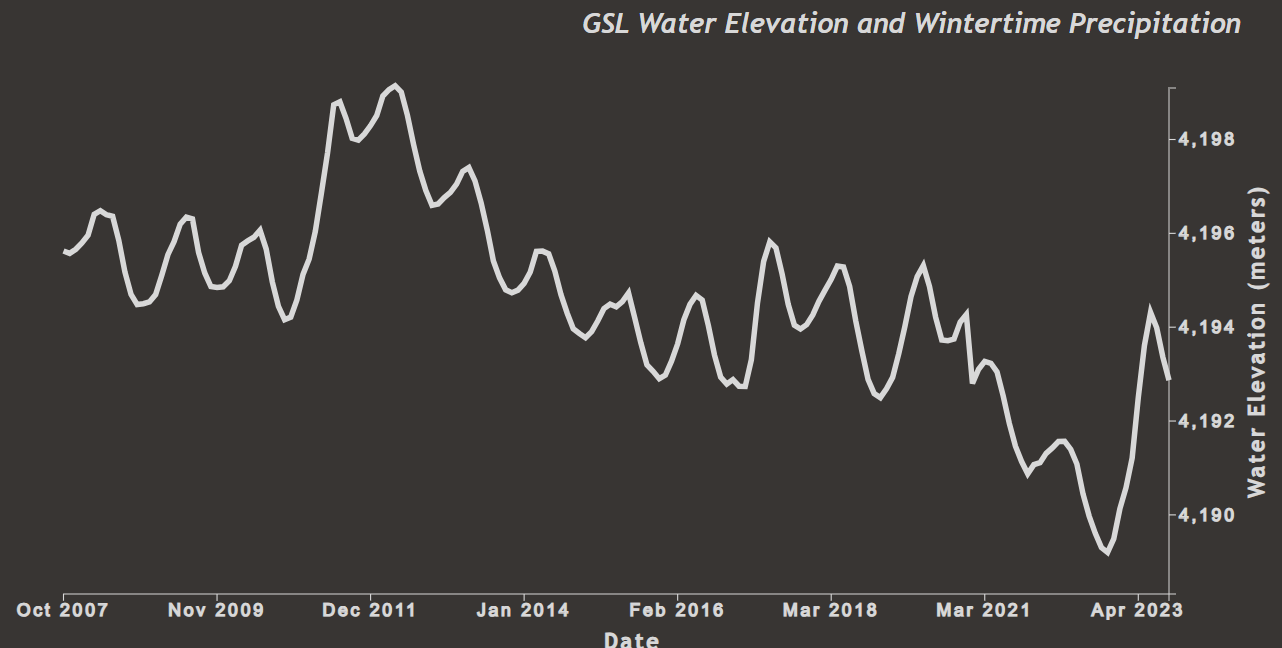 GSL Water Elevation and Wintertime Precipitation
4,198
4,196
4,194
4,192
4,190
Water Elevation (meters)
Oct 2007 Nov 2009 Dec 2011 Jan 2014 Feb 2016 Mar 2018 Mar 2021 Apr 2023
Date